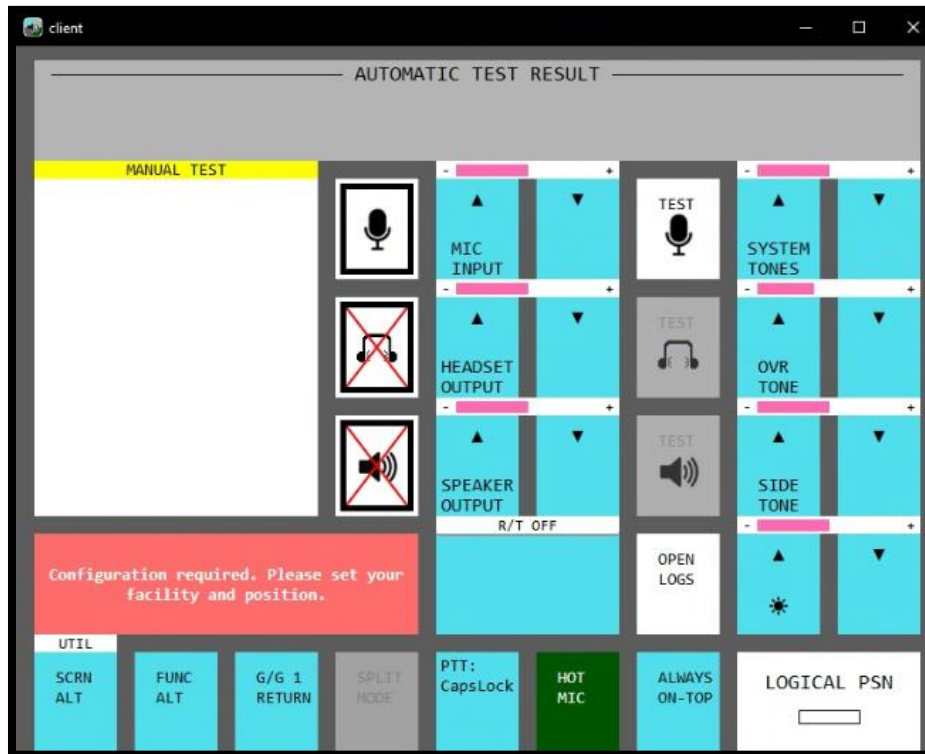 client
AUTOMATIC TEST RESULT
MANUAL TEST
- +
- +
TEST
MIC
INPUT
SYSTEM
TONES
- +
- +
TEST
HEADSET
OUTPUT
OVR
TONE
- +
- +
TEST
SPEAKER
OUTPUT
SIDE
TONE
R/T OFF
- +
Configuration required. Please set your
facility and position.
OPEN
LOGS
UTIL
SCRN
ALT
FUNC
ALT
G/G 1
RETURN
SPLIT
MODE
PTT:
CapsLock
HOT
MIC
ALWAYS
ON-TOP
LOGICAL PSN